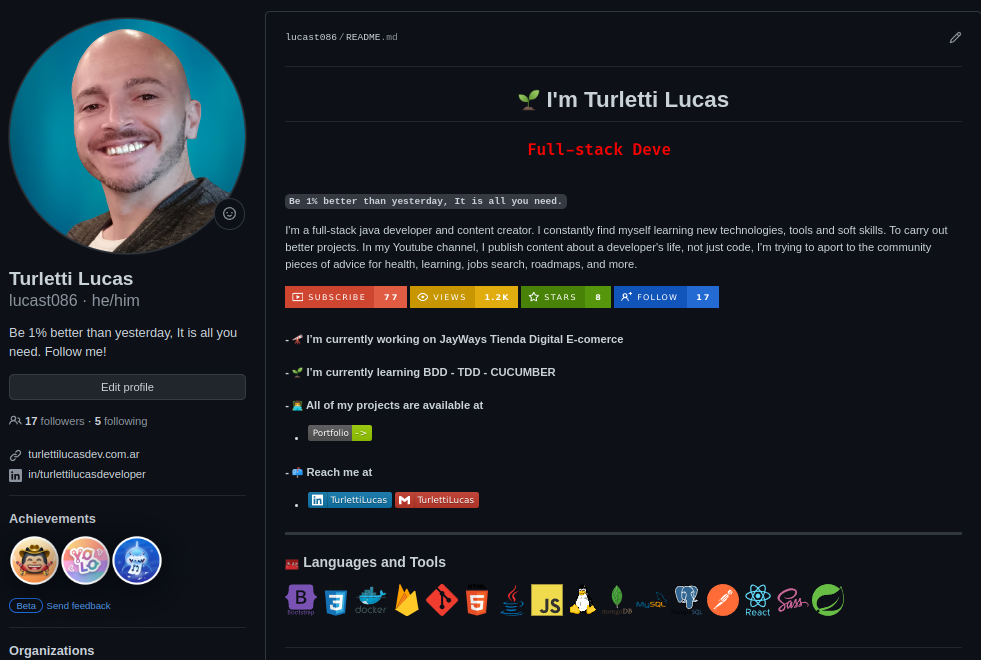 Turletti Lucas
lucast086 · he/him
Be 1% better than yesterday, It is all you
need. Follow me!
Edit profile
17 followers · 5 following
turlettilucasdev.com.ar
in/turlettilucasdeveloper
Achievements
YOLO
Beta Send feedback
Organizations
lucast086/README.md
I'm Turletti Lucas
Full-stack Deve
Be 1% better than yesterday, It is all you need.
I'm a full-stack java developer and content creator. I constantly find myself learning new technologies, tools and soft skills. To carry out
better projects. In my Youtube channel, I publish content about a developer's life, not just code, I'm trying to aport to the community
pieces of advice for health, learning, jobs search, roadmaps, and more.
SUBSCRIBE 77 VIEWS 1.2K STARS 8 FOLLOW 17
- I'm currently working on JayWays Tienda Digital E-comerce
- I'm currently learning BDD - TDD - CUCUMBER
- All of my projects are available at
• Portfolio ->
- Reach me at
• in TurlettiLucas M TurlettiLucas
Languages and Tools
B Bootstrap 3 docker 5 Java JS mongoDB MySQL SQL React Sass